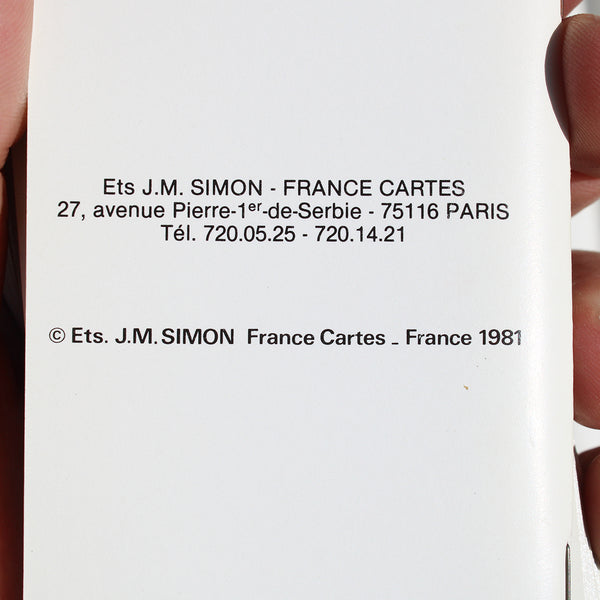 Ets J.M. SIMON - FRANCE CARTES
27, avenue Pierre-1er-de-Serbie - 75116 PARIS
Tél. 720.05.25 - 720.14.21
© Ets. J.M. SIMON France Cartes - France 1981